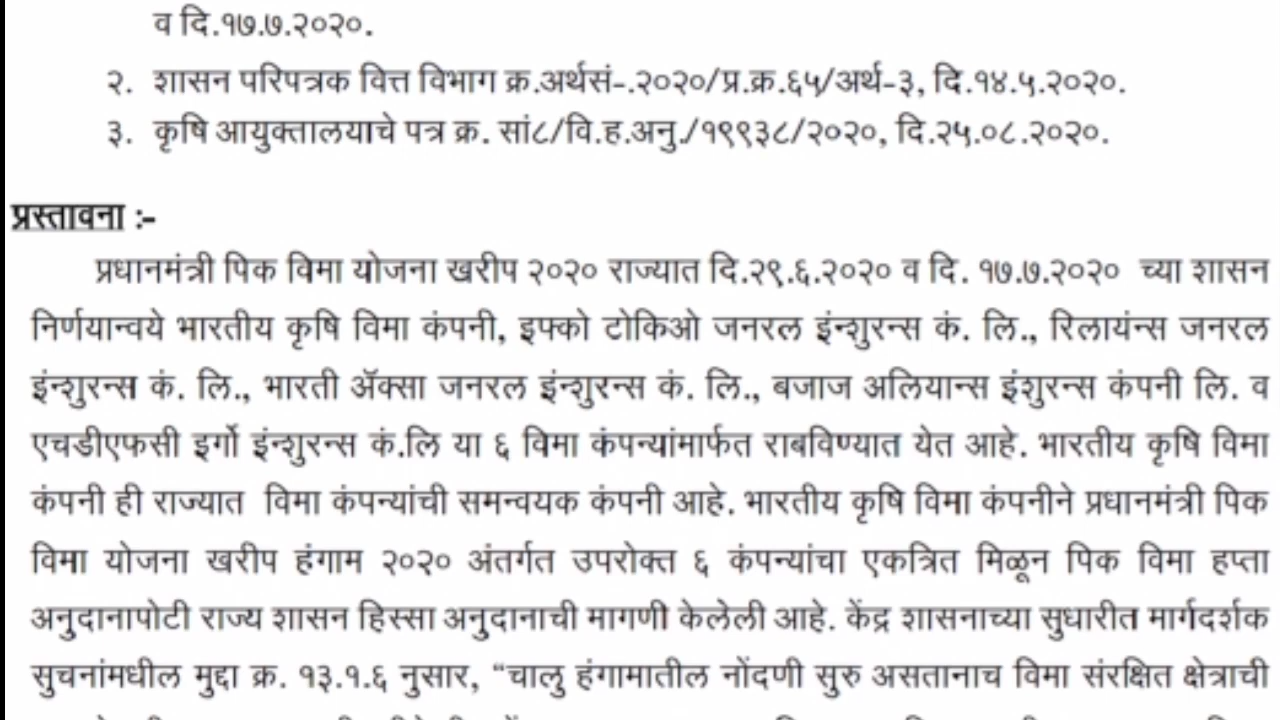 व दि.१७.७.२०२०.
२. शासन परिपत्रक वित्त विभाग क्र.अर्थसं-.२०२०/प्र.क्र.६५/अर्थ-३, दि.१४.५.२०२०.
३. कृषि आयुक्तालयाचे पत्र क्र. सां८/वि.ह.अनु./१९९३८/२०२०, दि.२५.०८.२०२०.
प्रस्तावना :-
प्रधानमंत्री पिक विमा योजना खरीप २०२० राज्यात दि.२९.६.२०२० व दि. १७.७.२०२० च्या शासन
निर्णयान्वये भारतीय कृषि विमा कंपनी, इफ्को टोकिओ जनरल इंन्शुरन्स कं. लि., रिलायंन्स जनरल
इंन्शुरन्स कं. लि., भारती ॲक्सा जनरल इंन्शुरन्स कं. लि., बजाज अलियान्स इंशुरन्स कंपनी लि. व
एचडीएफसी इर्गो इंन्शुरन्स कं.लि या ६ विमा कंपन्यांमार्फत राबविण्यात येत आहे. भारतीय कृषि विमा
कंपनी ही राज्यात विमा कंपन्यांची समन्वयक कंपनी आहे. भारतीय कृषि विमा कंपनीने प्रधानमंत्री पिक
विमा योजना खरीप हंगाम २०२० अंतर्गत उपरोक्त ६ कंपन्यांचा एकत्रित मिळून पिक विमा हप्ता
अनुदानापोटी राज्य शासन हिस्सा अनुदानाची मागणी केलेली आहे. केंद्र शासनाच्या सुधारीत मार्गदर्शक
सुचनांमधील मुद्दा क्र. १३.१.६ नुसार, “चालु हंगामातील नोंदणी सुरु असतानाच विमा संरक्षित क्षेत्राची